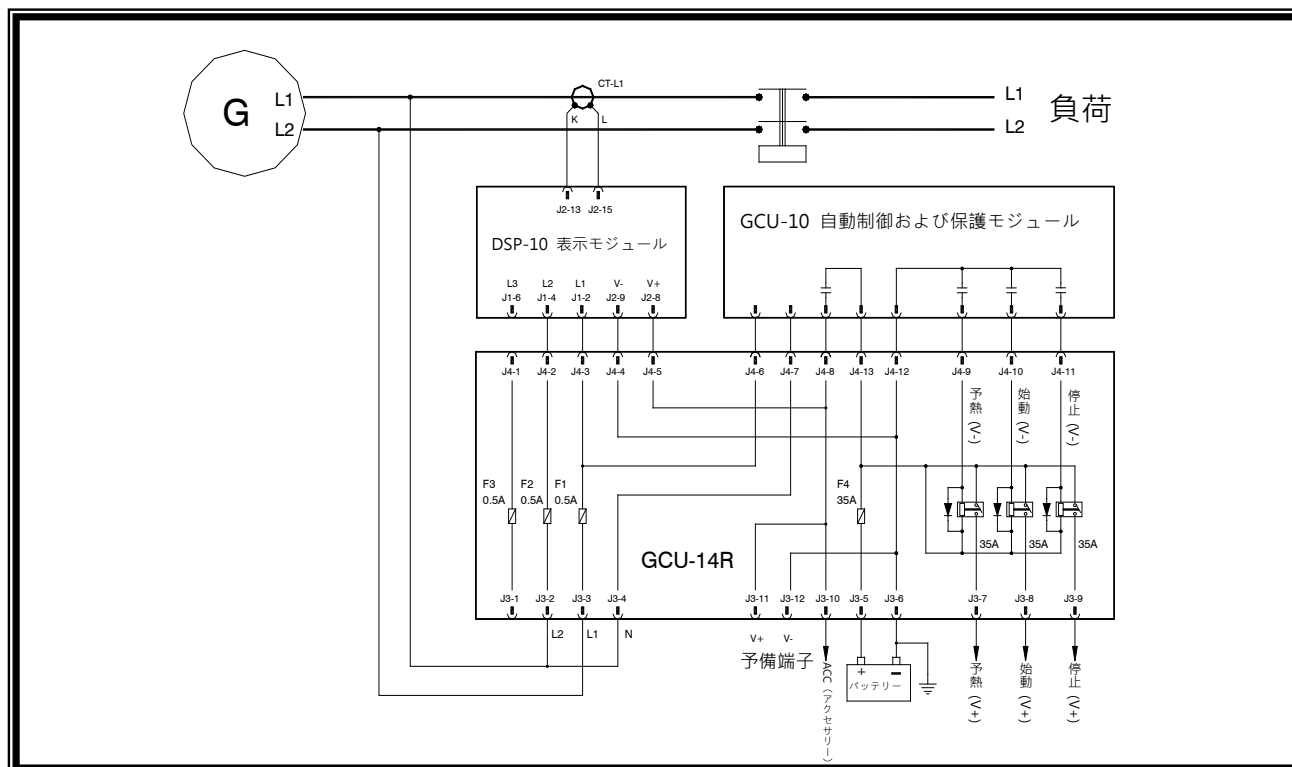 CT-L1
G
L1
L2
L1
L2
負荷
K
L
J2-13
J2-15
DSP-10 表示モジュール
GCU-10 自動制御および保護モジュール
L3
L2
L1
V-
V+
J1-6
J1-4
J1-2
J2-9
J2-8
J4-1
J4-2
J4-3
J4-4
J4-5
J4-6
J4-7
J4-8
J4-13
J4-12
J4-9
J4-10
J4-11
予熱 (V-)
始動 (V-)
停止 (V-)
F3
0.5A
F2
0.5A
F1
0.5A
F4
35A
35A
35A
35A
GCU-14R
J3-1
J3-2
J3-3
J3-4
J3-11
J3-12
J3-10
J3-5
J3-6
J3-7
J3-8
J3-9
L2
L1
N
V+
V-
予備端子
ACC (アクセサリー)
+
-
バッテリー
予熱 (V+)
始動 (V+)
停止 (V+)